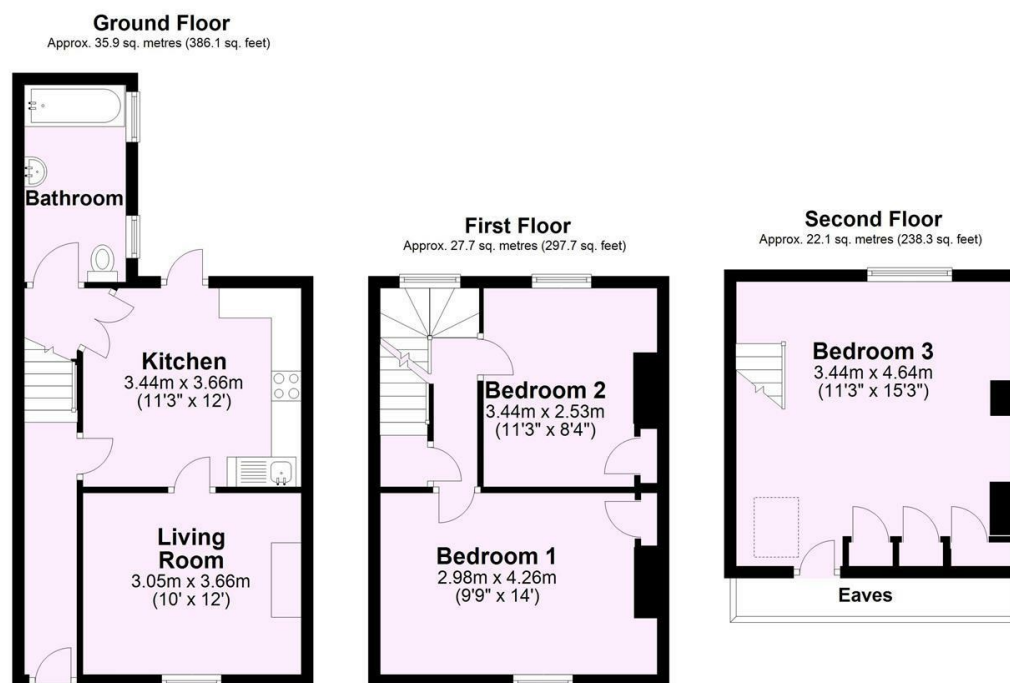 Ground Floor
Approx. 35.9 sq. metres (386.1 sq. feet)
Bathroom
Kitchen
3.44m x 3.66m
(11'3" x 12')
Living
Room
3.05m x 3.66m
(10' x 12')
First Floor
Approx. 27.7 sq. metres (297.7 sq. feet)
Bedroom 2
3.44m x 2.53m
(11'3" x 8'4")
Bedroom 1
2.98m x 4.26m
(9'9" x 14')
Second Floor
Approx. 22.1 sq. metres (238.3 sq. feet)
Bedroom 3
3.44m x 4.64m
(11'3" x 15'3")
Eaves